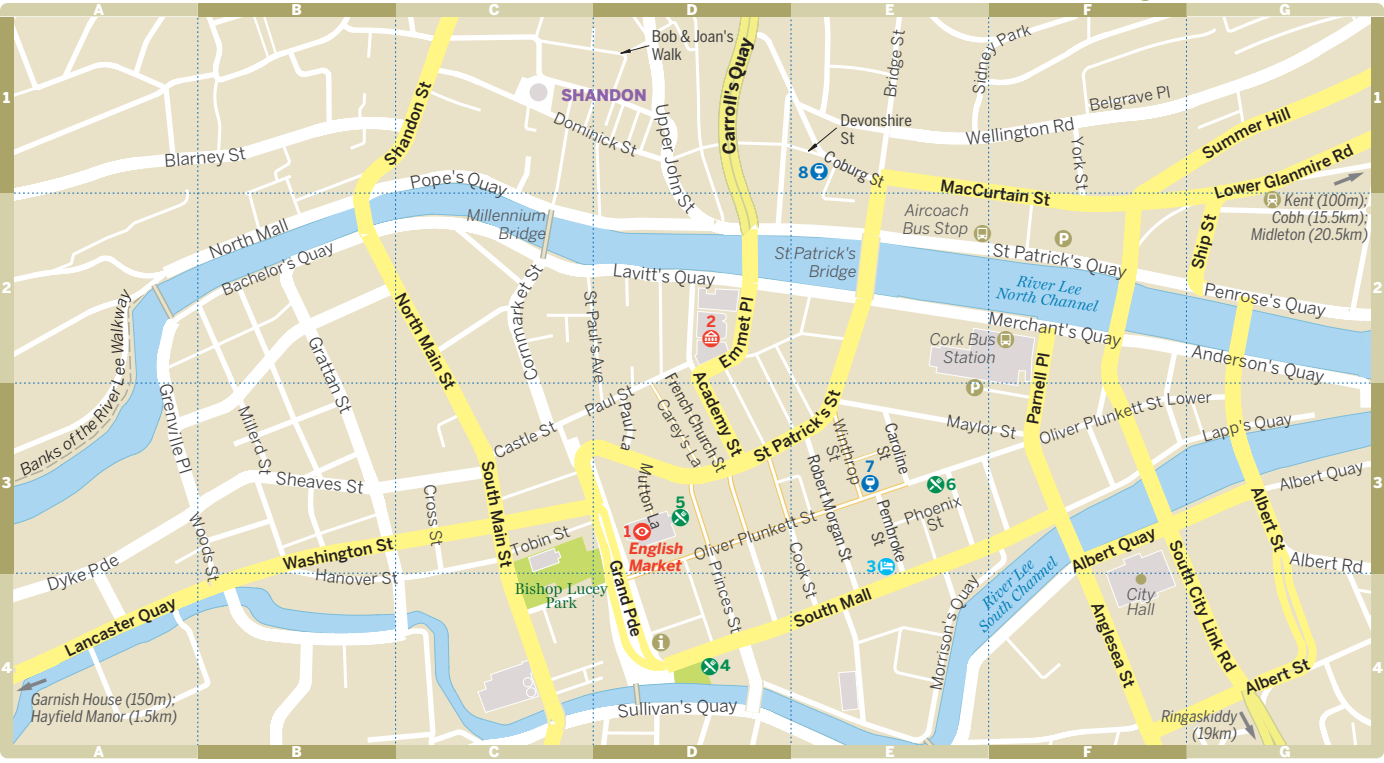 A
B
C
D
E
F
G
1
Bob & Joan's
Walk
Carroll's Quay
Bridge St
Sidney Park
SHANDON
Shandon St
Dominick St
Upper John St
Devonshire
St
Belgrave Pl
Wellington Rd
York St
Summer Hill
1
Blarney St
8
Coburg St
MacCurtain St
Lower Glanmire Rd
Pope's Quay
Millennium
Bridge
Aircoach
Bus Stop
P
Kent (100m);
Cobh (15.5km);
Midleton (20.5km)
North Mall
Bachelor's Quay
St Patrick's
Bridge
St Patrick's Quay
Ship St
2
Lavitt's Quay
River Lee
North Channel
Penrose's Quay
2
Banks of the River Lee Walkway
North Main St
Cornmarket St
St Paul's Ave
2
Emmet Pl
Merchant's Quay
Cork Bus
Station
Anderson's Quay
Grattan St
P
Parnell Pl
Grenville Pl
Millerd St
Paul St
S Paul La
French Church St
Carey's La
Academy St
St Patrick's St
Oliver Plunkett St Lower
Maylor St
Lapp's Quay
Castle St
Winthrop
St
Caroline
St
3
Sheaves St
Cross St
South Main St
Mutton La
5
7
6
Albert Quay
3
Robert Morgan St
Phoenix
St
Pembroke
St
Albert St
Woods St
Washington St
Tobin St
1
English
Market
Oliver Plunkett St
Cook St
Albert Quay
Albert Rd
Dyke Pde
Hanover St
3
Princes St
River Lee
South Channel
South City Link Rd
City
Hall
Bishop Lucey
Park
Grand Pde
South Mall
Morrison's Quay
Anglesea St
Lancaster Quay
i
4
4
Albert St
4
Garnish House (150m);
Hayfield Manor (1.5km)
Sullivan's Quay
Ringaskiddy
(19km)
A
B
C
D
E
F
G